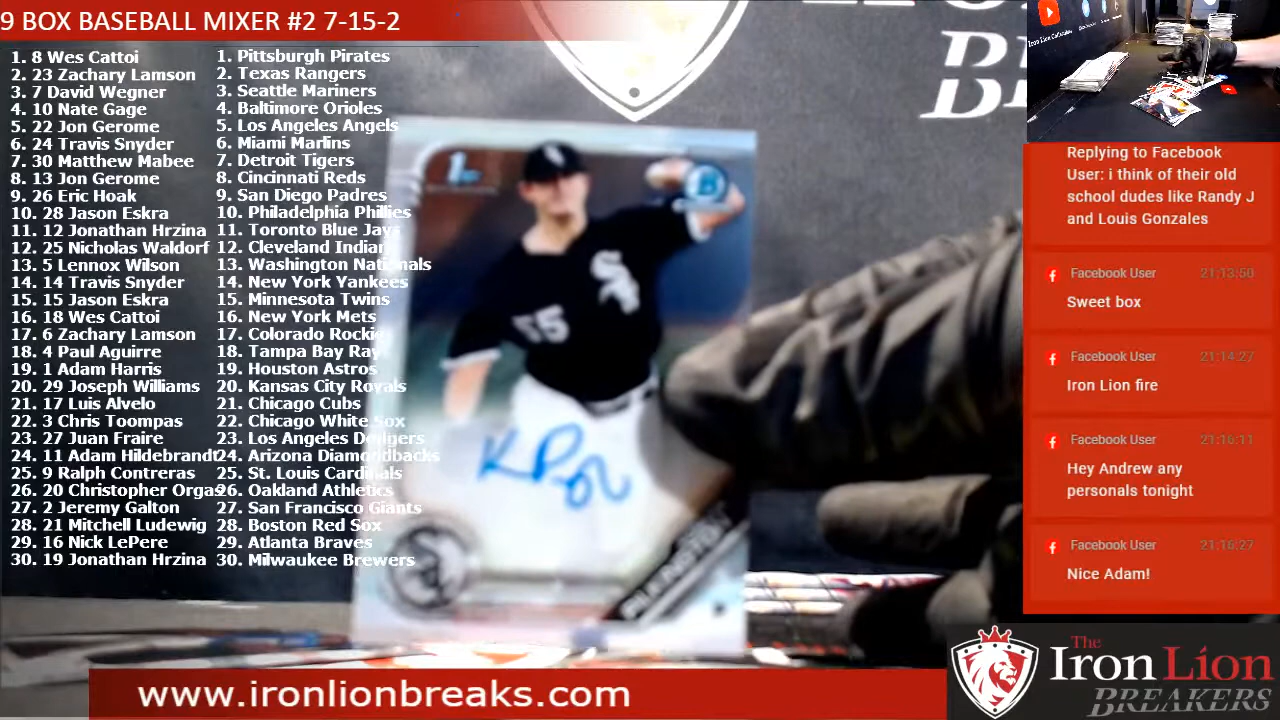 9 BOX BASEBALL MIXER #2 7-15-2
1. 8 Wes Cattoi
2. 23 Zachary Lamson
3. 7 David Wegner
4. 10 Nate Gage
5. 22 Jon Gerome
6. 24 Travis Snyder
7. 30 Matthew Mabee
8. 13 Jon Gerome
9. 26 Eric Hoak
10. 28 Jason Eskra
11. 12 Jonathan Hrzina
12. 25 Nicholas Waldorf
13. 5 Lennox Wilson
14. 14 Travis Snyder
15. 15 Jason Eskra
16. 18 Wes Cattoi
17. 6 Zachary Lamson
18. 4 Paul Aguirre
19. 1 Adam Harris
20. 29 Joseph Williams
21. 17 Luis Alvelo
22. 3 Chris Toompas
23. 27 Juan Fraire
24. 11 Adam Hildebrandt
25. 9 Ralph Contreras
26. 20 Christopher Orgas
27. 2 Jeremy Galton
28. 21 Mitchell Ludewig
29. 16 Nick LePere
30. 19 Jonathan Hrzina
1. Pittsburgh Pirates
2. Texas Rangers
3. Seattle Mariners
4. Baltimore Orioles
5. Los Angeles Angels
6. Miami Marlins
7. Detroit Tigers
8. Cincinnati Reds
9. San Diego Padres
10. Philadelphia Phillies
11. Toronto Blue Jays
12. Cleveland Indians
13. Washington Nationals
14. New York Yankees
15. Minnesota Twins
16. New York Mets
17. Colorado Rockies
18. Tampa Bay Rays
19. Houston Astros
20. Kansas City Royals
21. Chicago Cubs
22. Chicago White Sox
23. Los Angeles Dodgers
24. Arizona Diamondbacks
25. St. Louis Cardinals
26. Oakland Athletics
27. San Francisco Giants
28. Boston Red Sox
29. Atlanta Braves
30. Milwaukee Brewers
1st
55
Replying to Facebook
User: i think of their old
school dudes like Randy J
and Louis Gonzales
Facebook User 21:13:50
Sweet box
Facebook User 21:14:27
Iron Lion fire
Facebook User 21:16:11
Hey Andrew any
personals tonight
Facebook User 21:16:27
Nice Adam!
www.ironlionbreaks.com
The
Iron Lion
BREAKERS